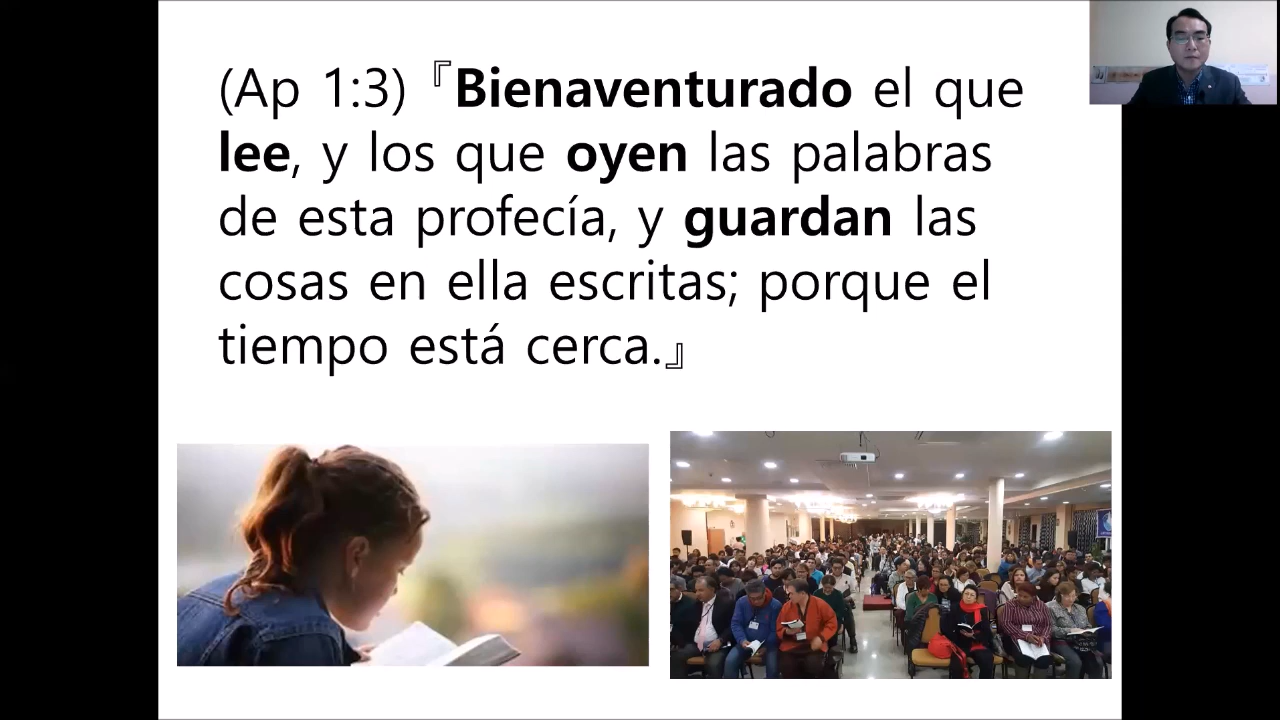 (Ap 1:3)『Bienaventurado el que
lee, y los que oyen las palabras
de esta profecía, y guardan las
cosas en ella escritas; porque el
tiempo está cerca.』